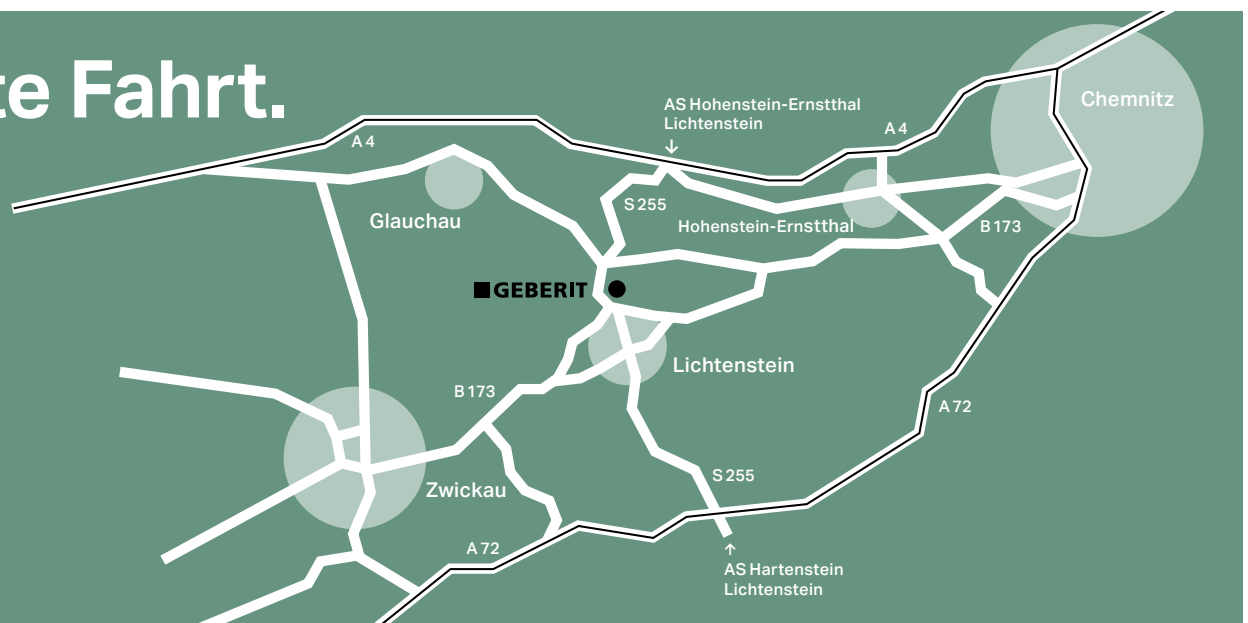 te Fahrt.
AS Hohenstein-Ernstthal
Lichtenstein
↓
Chemnitz
A 4
A 4
S 255
Glauchau
Hohenstein-Ernstthal
B 173
GEBERIT
Lichtenstein
B 173
A 72
S 255
Zwickau
A 72
↑
AS Hartenstein
Lichtenstein